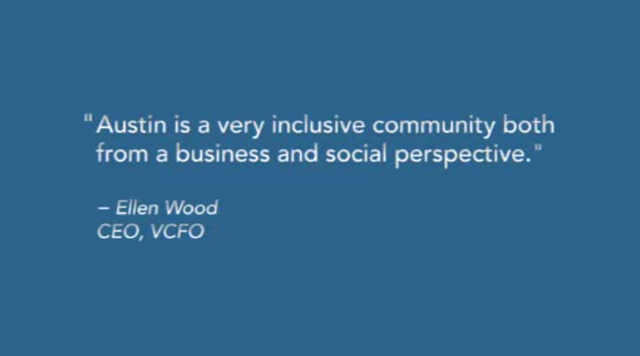 "Austin is a very inclusive community both
from a business and social perspective."
– Ellen Wood
CEO, VCFO